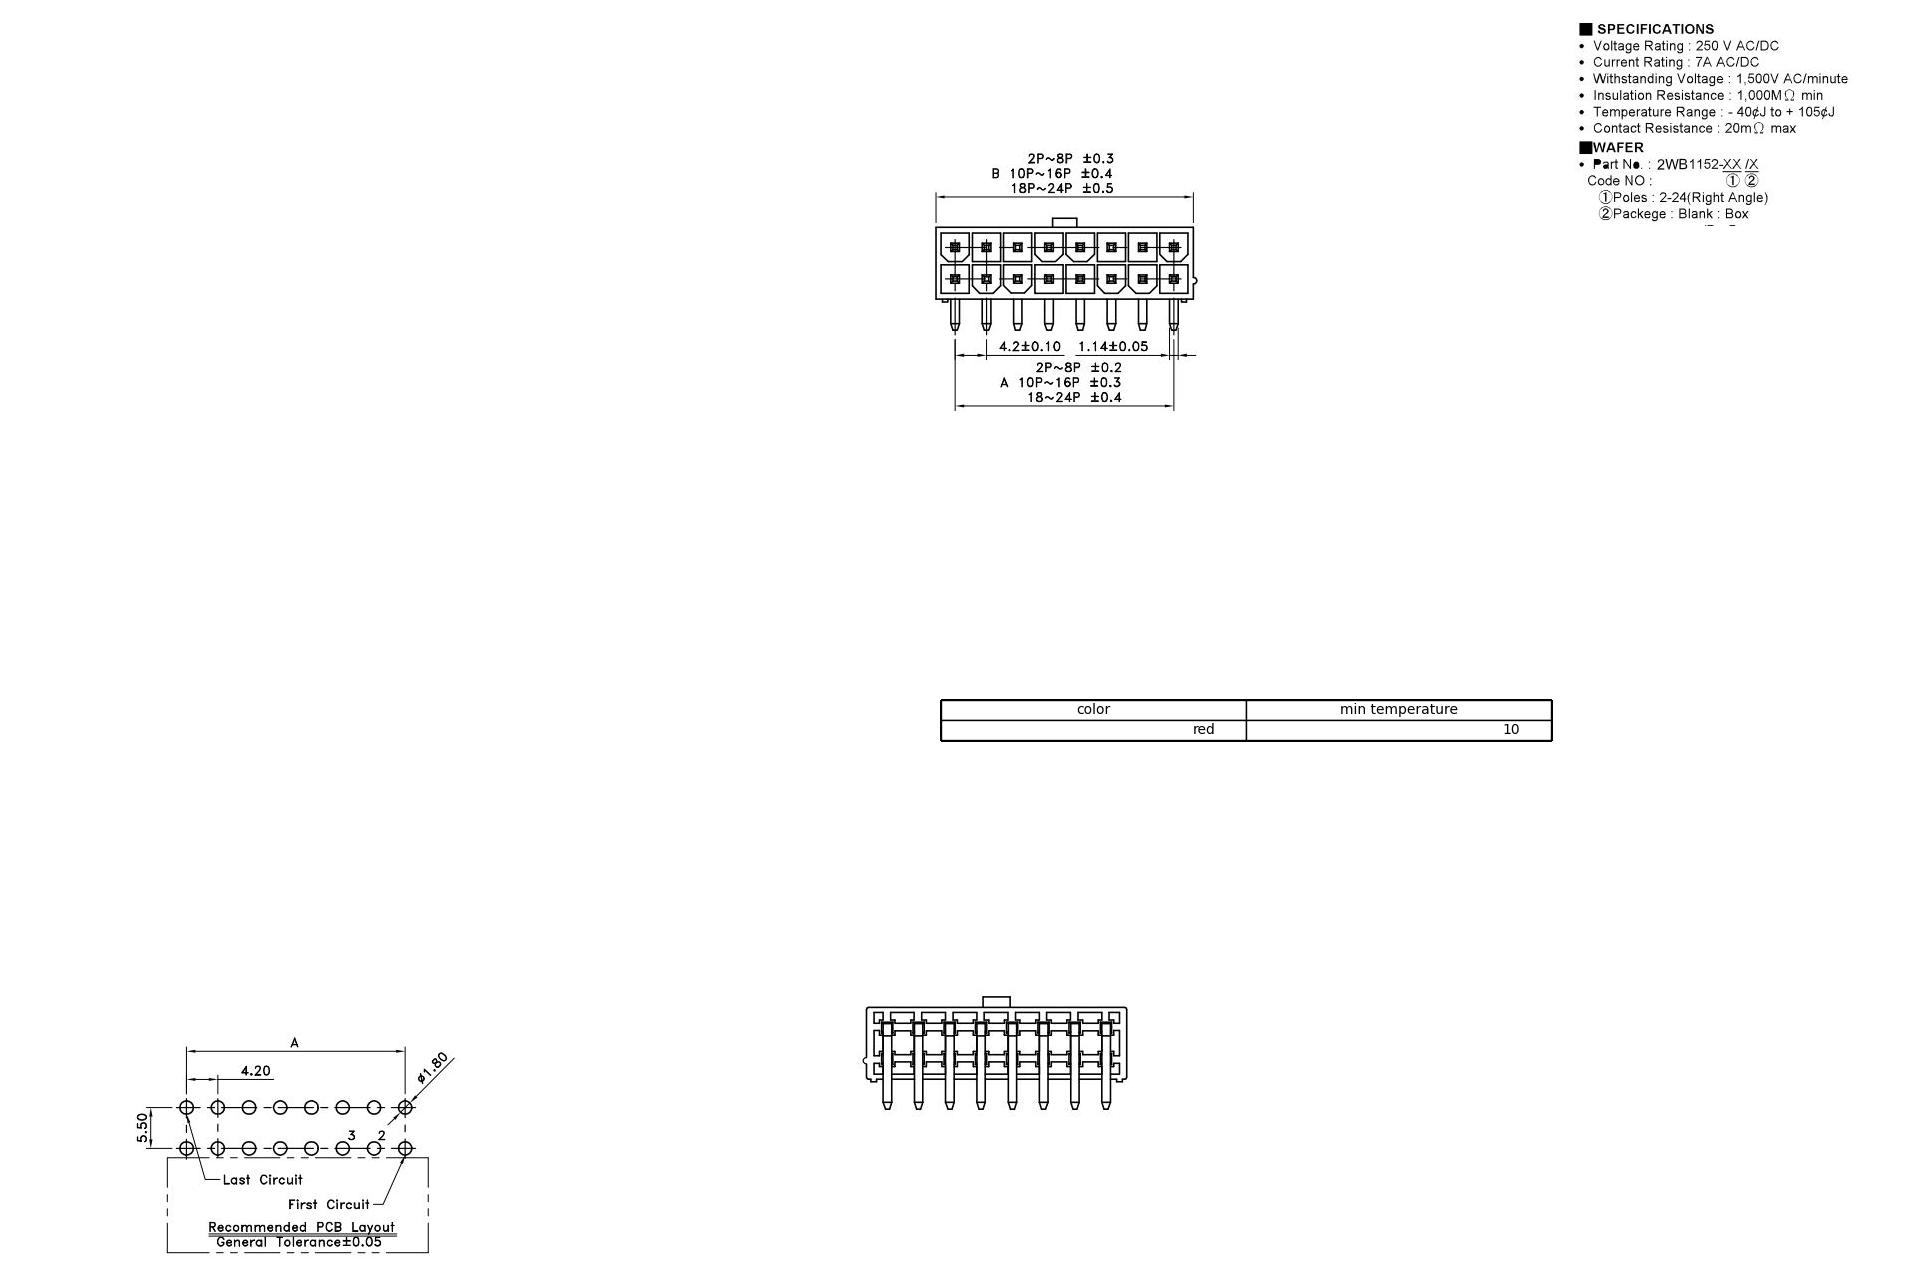 ■ SPECIFICATIONS
• Voltage Rating : 250 V AC/DC
• Current Rating : 7A AC/DC
• Withstanding Voltage : 1,500V AC/minute
• Insulation Resistance : 1,000MΩ min
• Temperature Range : - 40¢J to + 105¢J
• Contact Resistance : 20mΩ max
■WAFER
• Part No. : 2WB1152-XX /X
Code NO : ① ②
①Poles : 2-24(Right Angle)
②Packege : Blank : Box
2P~8P ±0.3
B 10P~16P ±0.4
18P~24P ±0.5
4.2±0.10 1.14±0.05
2P~8P ±0.2
A 10P~16P ±0.3
18~24P ±0.4
color min temperature
red 10
A
4.20
ø1.80
5.50
3 2
Last Circuit
First Circuit
Recommended PCB Layout
General Tolerance±0.05